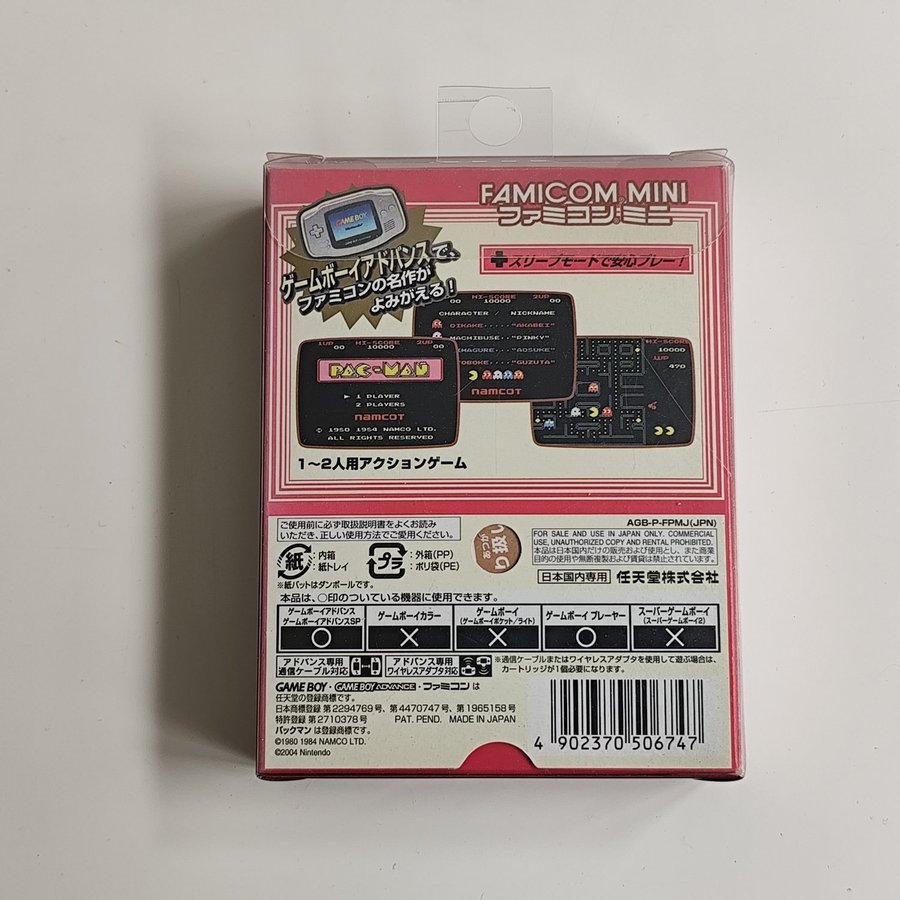 FAMICOM MINI
ファミコンミニ
GAME BOY
Nintendo
ゲームボーイアドバンスで、
ファミコンの名作が
よみがえる!
スリープモードで安心プレー!
HI-SCORE 2UP
00 10000 00
CHARACTER / NICKNAME
OIKAKE·····"AKABEI"
MACHIBUSE··"PINKY"
"AOSUKE"
"GUZUTA"
namcot
1UP HI-SCORE 2UP
00 10000 00
PAC-MAN
1 PLAYER
2 PLAYERS
namcot
© 1980 1984 NAMCO LTD.
ALL RIGHTS RESERVED
HI-SCORE
10000
1UP
470
1〜2人用アクションゲーム
ご使用前に必ず取扱説明書をよくお読み
いただき、正しい使用方法でご愛用ください。
紙
:内箱
:紙トレイ
プラ
:外箱(PP)
:ポリ袋(PE)
※紙パットはダンボールです。
AGB-P-FPMJ(JPN)
FOR SALE AND USE IN JAPAN ONLY. COMMERCIAL
USE, UNAUTHORIZED COPY AND RENTAL PROHIBITED.
本品は日本国内だけの販売および使用とし、また商業
目的の使用や無断複製および賃貸は禁止されています。
日本国内専用 任天堂株式会社
本品は、○印のついている機器に使用できます。
ゲームボーイアドバンス
ゲームボーイアドバンスSP
ゲームボーイカラー
ゲームボーイ
(ゲームボーイポケット/ライト)
ゲームボーイ プレーヤー
スーパーゲームボーイ
(スーパーゲームボーイ2)
○ × × ○ ×
アドバンス専用
通信ケーブル対応
アドバンス専用
ワイヤレスアダプタ対応
※通信ケーブルまたはワイヤレスアダプタを使用して遊ぶ場合は、
カートリッジが1個必要になります。
GAME BOY・GAME BOY ADVANCE・ファミコン は
任天堂の登録商標です。
日本商標登録 第2294769号、第4470747号、第1965158号
特許登録 第2710378号 PAT. PEND. MADE IN JAPAN
パックマン は登録商標です。
©1980 1984 NAMCO LTD.
©2004 Nintendo
4 902370 506747